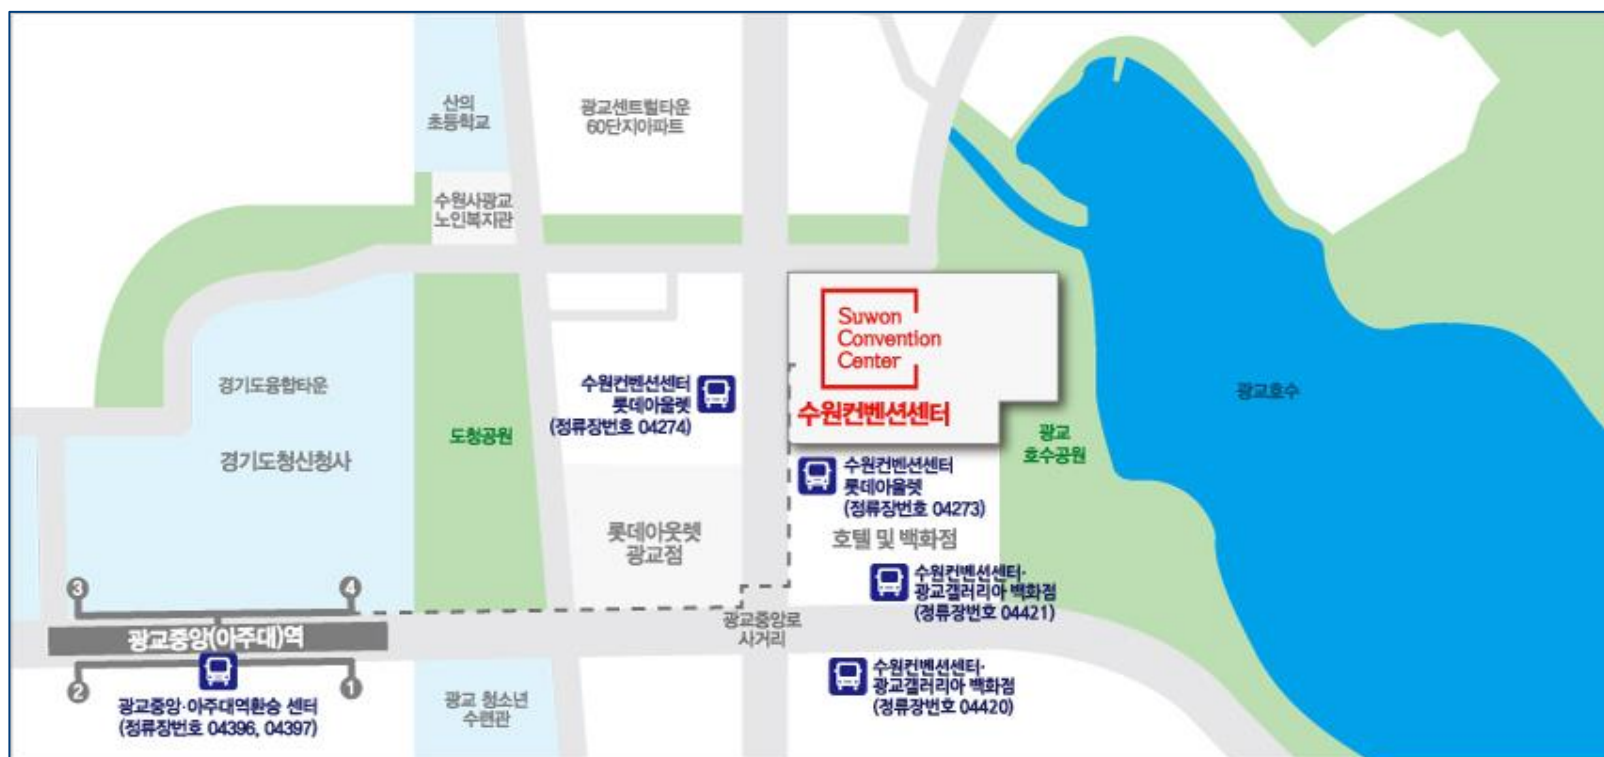 산의
초등학교
광교센트럴타운
60단지아파트
수원시광교
노인복지관
Suwon
Convention
Center
수원컨벤션센터
경기도융합타운
경기도청신청사
도청공원
수원컨벤션센터
롯데아울렛
(정류장번호 04274)
광교
호수공원
광교호수
수원컨벤션센터
롯데아울렛
(정류장번호 04273)
롯데아웃렛
광교점
호텔 및 백화점
수원컨벤션센터·
광교갤러리아 백화점
(정류장번호 04421)
3
4
광교중앙(아주대)역
광교중앙로
사거리
2
1
수원컨벤션센터·
광교갤러리아 백화점
(정류장번호 04420)
광교중앙·아주대역환승 센터
(정류장번호 04396, 04397)
광교 청소년
수련관